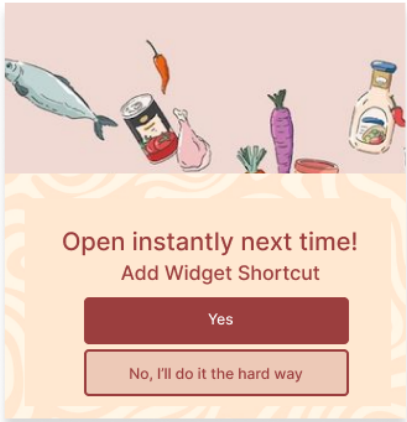 Open instantly next time!
Add Widget Shortcut
Yes
No, I'll do it the hard way